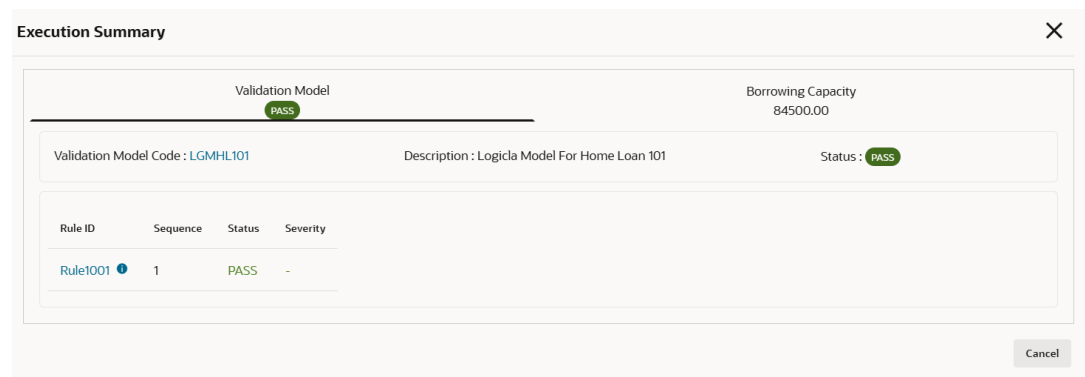 Execution Summary
Validation Model
PASS
Borrowing Capacity
84500.00
Validation Model Code : LGMHL101
Description : Logicla Model For Home Loan 101
Status : PASS
Rule ID Sequence Status Severity
Rule1001 1 PASS -
Cancel